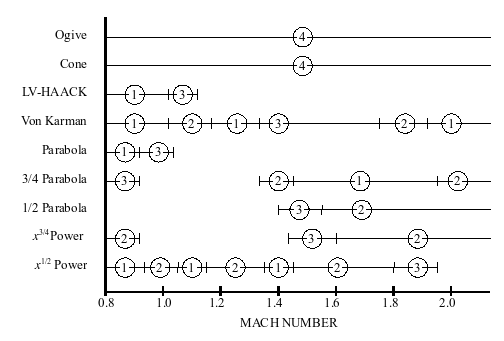 Ogive 4
Cone 4
LV-HAACK 1 3
Von Karman 1 2 1 3 2 1
Parabola 1 3
3/4 Parabola 3 2 1 2
1/2 Parabola 3 2
x^3/4 Power 2 3 2
x^1/2 Power 1 2 1 2 1 2 3
0.8 1.0 1.2 1.4 1.6 1.8 2.0
MACH NUMBER